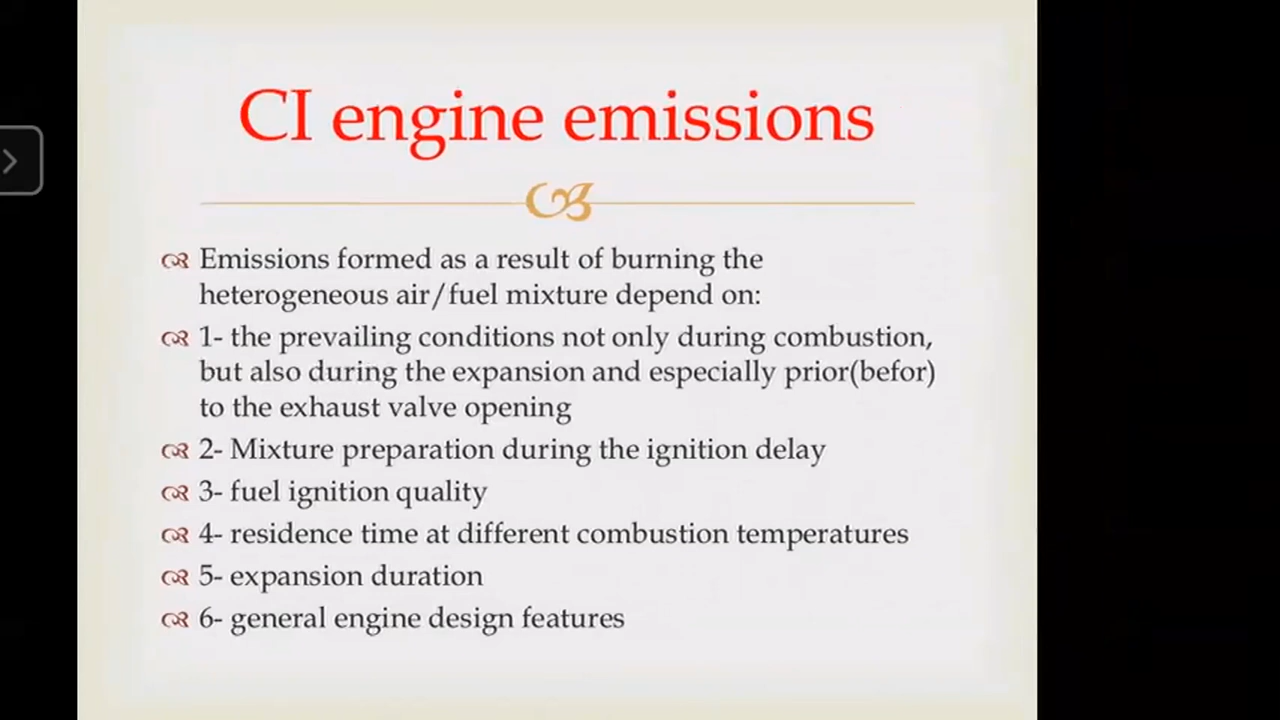 CI engine emissions
Emissions formed as a result of burning the
heterogeneous air/fuel mixture depend on:
1- the prevailing conditions not only during combustion,
but also during the expansion and especially prior(befor)
to the exhaust valve opening
2- Mixture preparation during the ignition delay
3- fuel ignition quality
4- residence time at different combustion temperatures
5- expansion duration
6- general engine design features